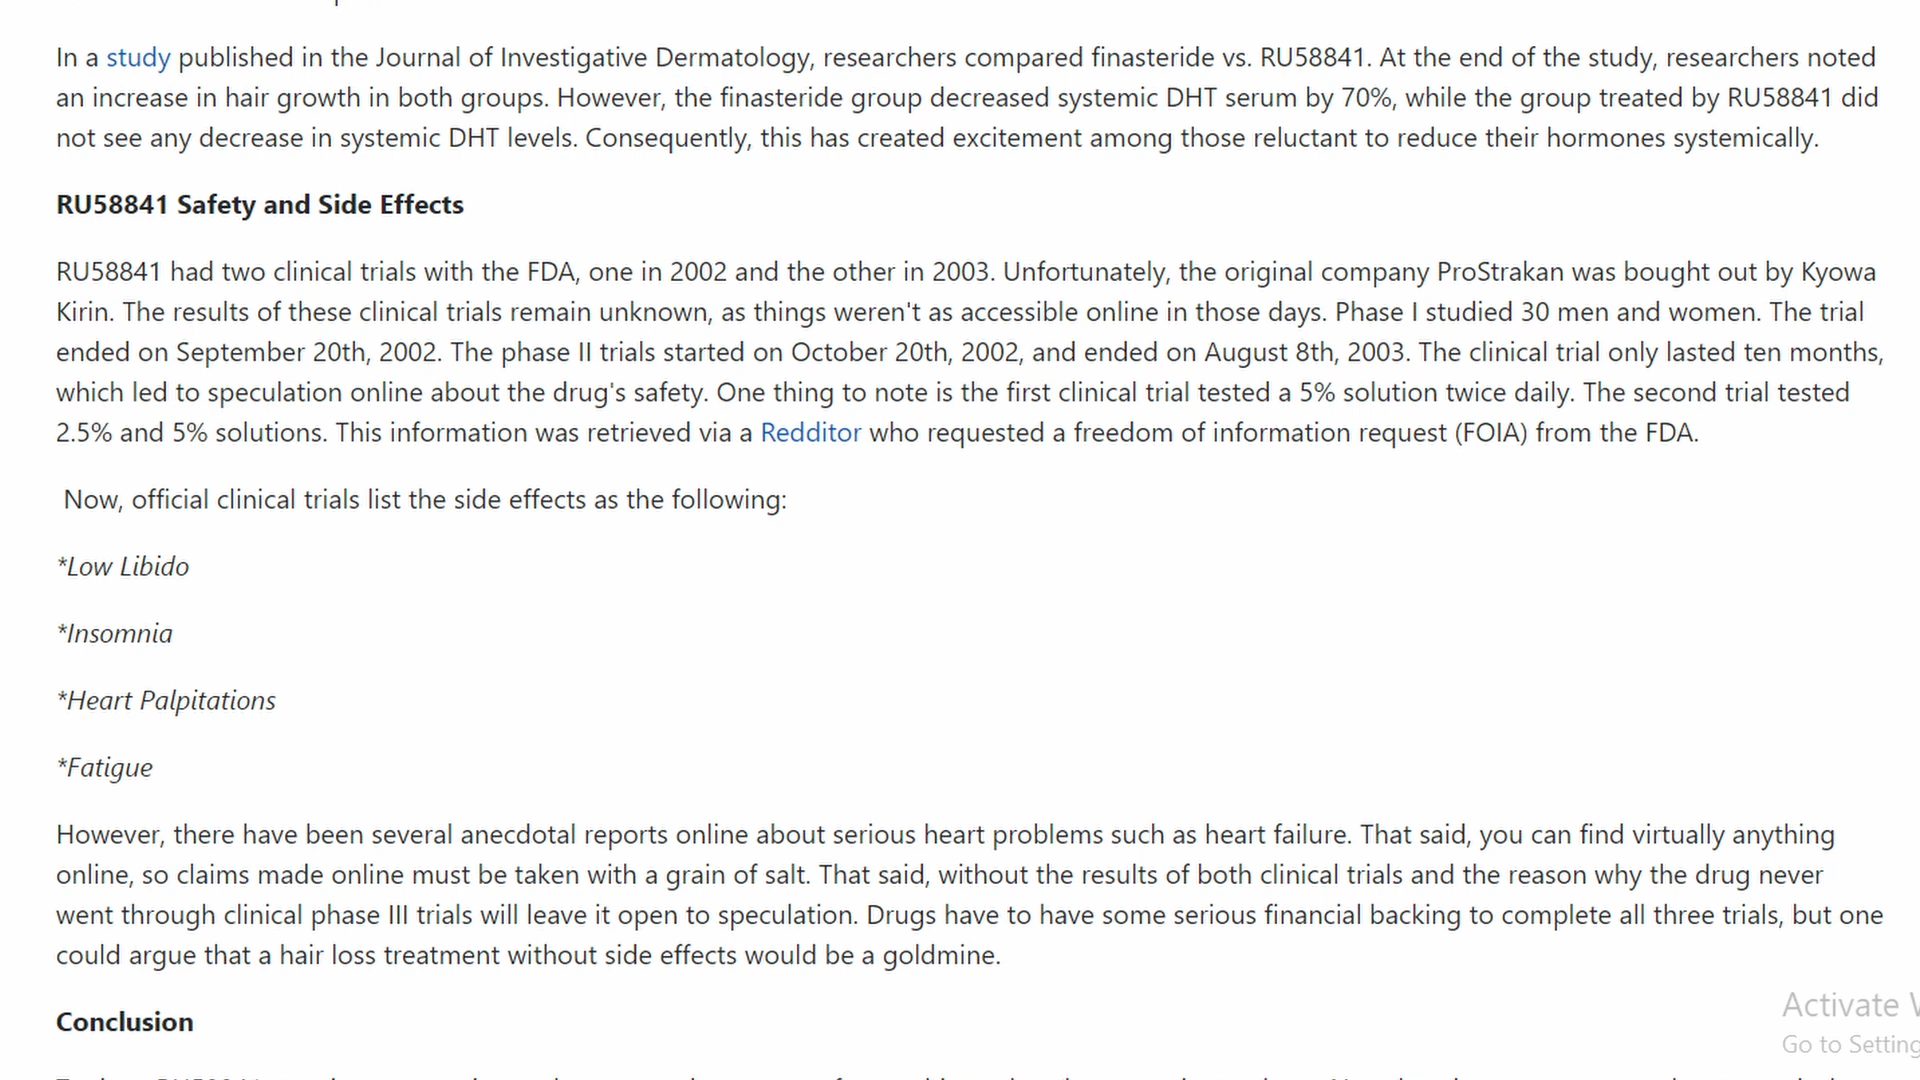 In a study published in the Journal of Investigative Dermatology, researchers compared finasteride vs. RU58841. At the end of the study, researchers noted
an increase in hair growth in both groups. However, the finasteride group decreased systemic DHT serum by 70%, while the group treated by RU58841 did
not see any decrease in systemic DHT levels. Consequently, this has created excitement among those reluctant to reduce their hormones systemically.
RU58841 Safety and Side Effects
RU58841 had two clinical trials with the FDA, one in 2002 and the other in 2003. Unfortunately, the original company ProStrakan was bought out by Kyowa
Kirin. The results of these clinical trials remain unknown, as things weren't as accessible online in those days. Phase I studied 30 men and women. The trial
ended on September 20th, 2002. The phase II trials started on October 20th, 2002, and ended on August 8th, 2003. The clinical trial only lasted ten months,
which led to speculation online about the drug's safety. One thing to note is the first clinical trial tested a 5% solution twice daily. The second trial tested
2.5% and 5% solutions. This information was retrieved via a Redditor who requested a freedom of information request (FOIA) from the FDA.
Now, official clinical trials list the side effects as the following:
*Low Libido
*Insomnia
*Heart Palpitations
*Fatigue
However, there have been several anecdotal reports online about serious heart problems such as heart failure. That said, you can find virtually anything
online, so claims made online must be taken with a grain of salt. That said, without the results of both clinical trials and the reason why the drug never
went through clinical phase III trials will leave it open to speculation. Drugs have to have some serious financial backing to complete all three trials, but one
could argue that a hair loss treatment without side effects would be a goldmine.
Conclusion
Activate
Go to Setting